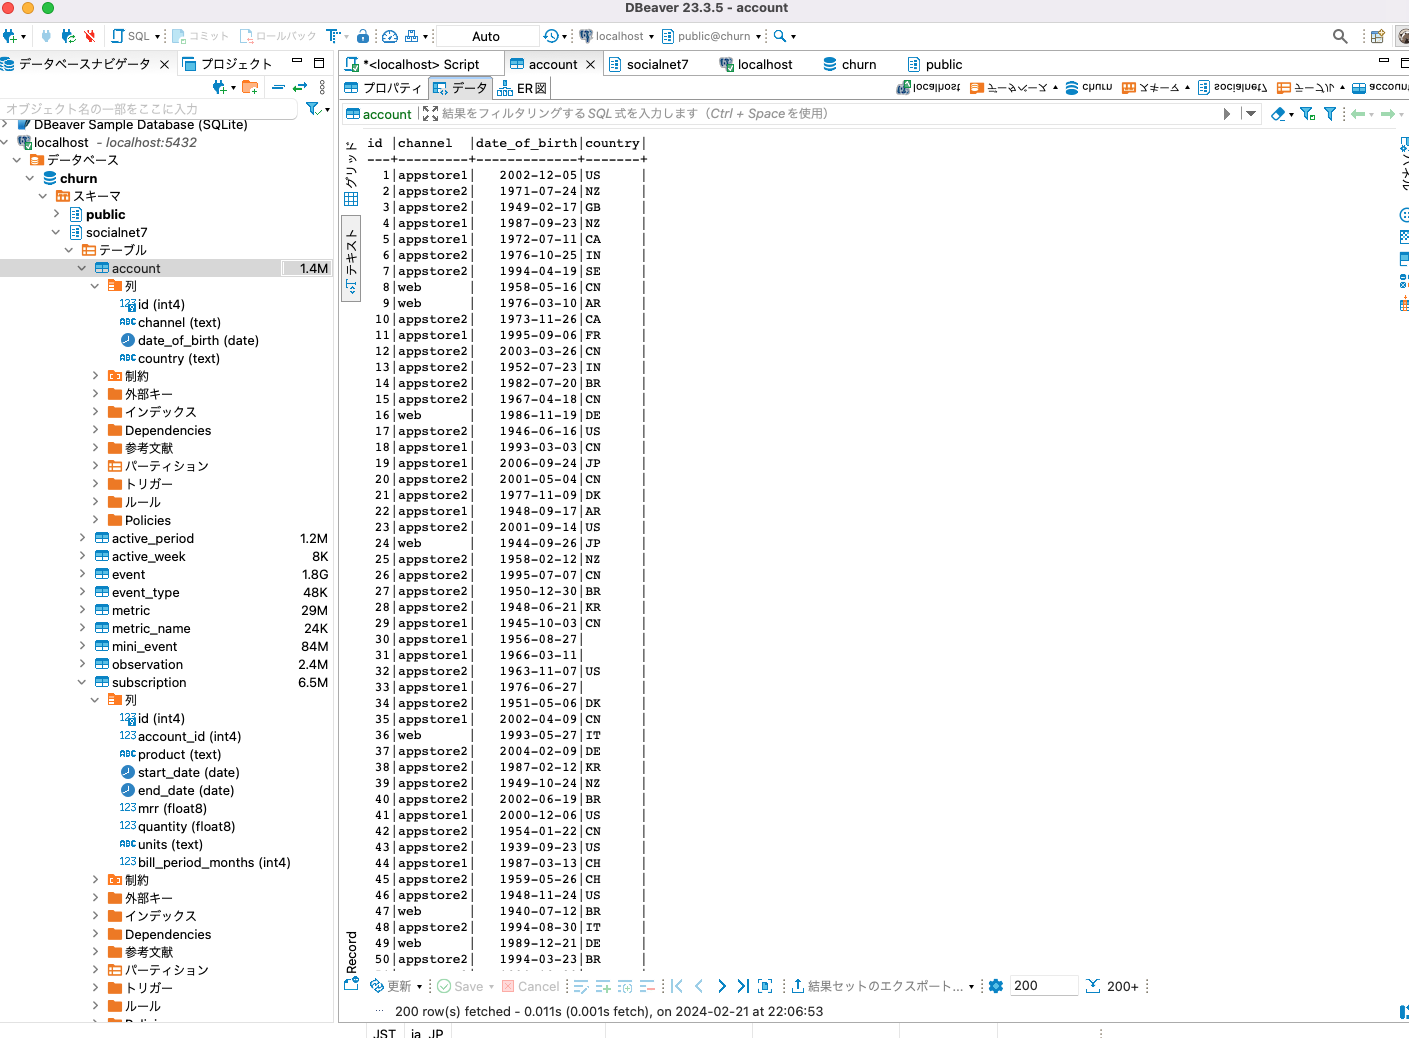 DBeaver 23.3.5 - account
SQL コミット ロールバック T Auto localhost public@churn
データベースナビゲータ プロジェクト
オブジェクト名の一部をここに入力
DBeaver Sample Database (SQLite)
localhost - localhost:5432
データベース
churn
スキーマ
public
socialnet7
テーブル
account 1.4M
列
id (int4)
channel (text)
date_of_birth (date)
country (text)
制約
外部キー
インデックス
Dependencies
参考文献
パーティション
トリガー
ルール
Policies
active_period 1.2M
active_week 8K
event 1.8G
event_type 48K
metric 29M
metric_name 24K
mini_event 84M
observation 2.4M
subscription 6.5M
列
id (int4)
account_id (int4)
product (text)
start_date (date)
end_date (date)
mrr (float8)
quantity (float8)
units (text)
bill_period_months (int4)
制約
外部キー
インデックス
Dependencies
参考文献
パーティション
トリガー
ルール
*<localhost> Script account socialnet7 localhost churn public
プロパティ データ ER図 localhost データベース churn スキーマ socialnet7 テーブル account
account 結果をフィルタリングするSQL式を入力します（Ctrl + Spaceを使用）
グリッド
テキスト
Record
id |channel  |date_of_birth|country|
---+---------+-------------+-------+
  1|appstore1|   2002-12-05|US     |
  2|appstore2|   1971-07-24|NZ     |
  3|appstore2|   1949-02-17|GB     |
  4|appstore1|   1987-09-23|NZ     |
  5|appstore1|   1972-07-11|CA     |
  6|appstore2|   1976-10-25|IN     |
  7|appstore2|   1994-04-19|SE     |
  8|web      |   1958-05-16|CN     |
  9|web      |   1976-03-10|AR     |
 10|appstore2|   1973-11-26|CA     |
 11|appstore1|   1995-09-06|FR     |
 12|appstore2|   2003-03-26|CN     |
 13|appstore2|   1952-07-23|IN     |
 14|appstore2|   1982-07-20|BR     |
 15|appstore2|   1967-04-18|CN     |
 16|web      |   1986-11-19|DE     |
 17|appstore2|   1946-06-16|US     |
 18|appstore1|   1993-03-03|CN     |
 19|appstore1|   2006-09-24|JP     |
 20|appstore2|   2001-05-04|CN     |
 21|appstore2|   1977-11-09|DK     |
 22|appstore1|   1948-09-17|AR     |
 23|appstore2|   2001-09-14|US     |
 24|web      |   1944-09-26|JP     |
 25|appstore2|   1958-02-12|NZ     |
 26|appstore2|   1995-07-07|CN     |
 27|appstore2|   1950-12-30|BR     |
 28|appstore2|   1948-06-21|KR     |
 29|appstore1|   1945-10-03|CN     |
 30|appstore1|   1956-08-27|       |
 31|appstore1|   1966-03-11|       |
 32|appstore2|   1963-11-07|US     |
 33|appstore1|   1976-06-27|       |
 34|appstore2|   1951-05-06|DK     |
 35|appstore1|   2002-04-09|CN     |
 36|web      |   1993-05-27|IT     |
 37|appstore2|   2004-02-09|DE     |
 38|appstore2|   1987-02-12|KR     |
 39|appstore2|   1949-10-24|NZ     |
 40|appstore2|   2002-06-19|BR     |
 41|appstore1|   2000-12-06|US     |
 42|appstore2|   1954-01-22|CN     |
 43|appstore2|   1939-09-23|US     |
 44|appstore1|   1987-03-13|CH     |
 45|appstore2|   1959-05-26|CH     |
 46|appstore2|   1948-11-24|US     |
 47|web      |   1940-07-12|BR     |
 48|appstore2|   1994-08-30|IT     |
 49|web      |   1989-12-21|DE     |
 50|appstore2|   1994-03-23|BR     |
更新 Save Cancel 結果セットのエクスポート... 200 200+
200 row(s) fetched - 0.011s (0.001s fetch), on 2024-02-21 at 22:06:53
JST ja_JP